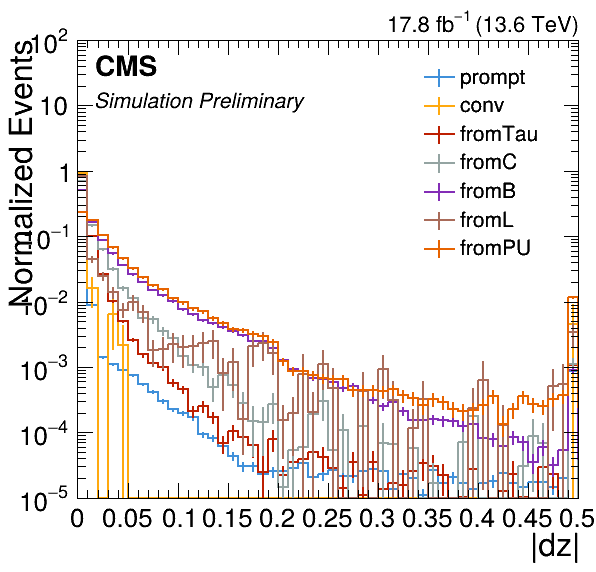 17.8 fb⁻¹ (13.6 TeV)
CMS
Simulation Preliminary
Normalized Events
10²
10
1
10⁻¹
10⁻²
10⁻³
10⁻⁴
10⁻⁵
prompt
conv
fromTau
fromC
fromB
fromL
fromPU
0 0.05 0.1 0.15 0.2 0.25 0.3 0.35 0.4 0.45 0.5
|dz|